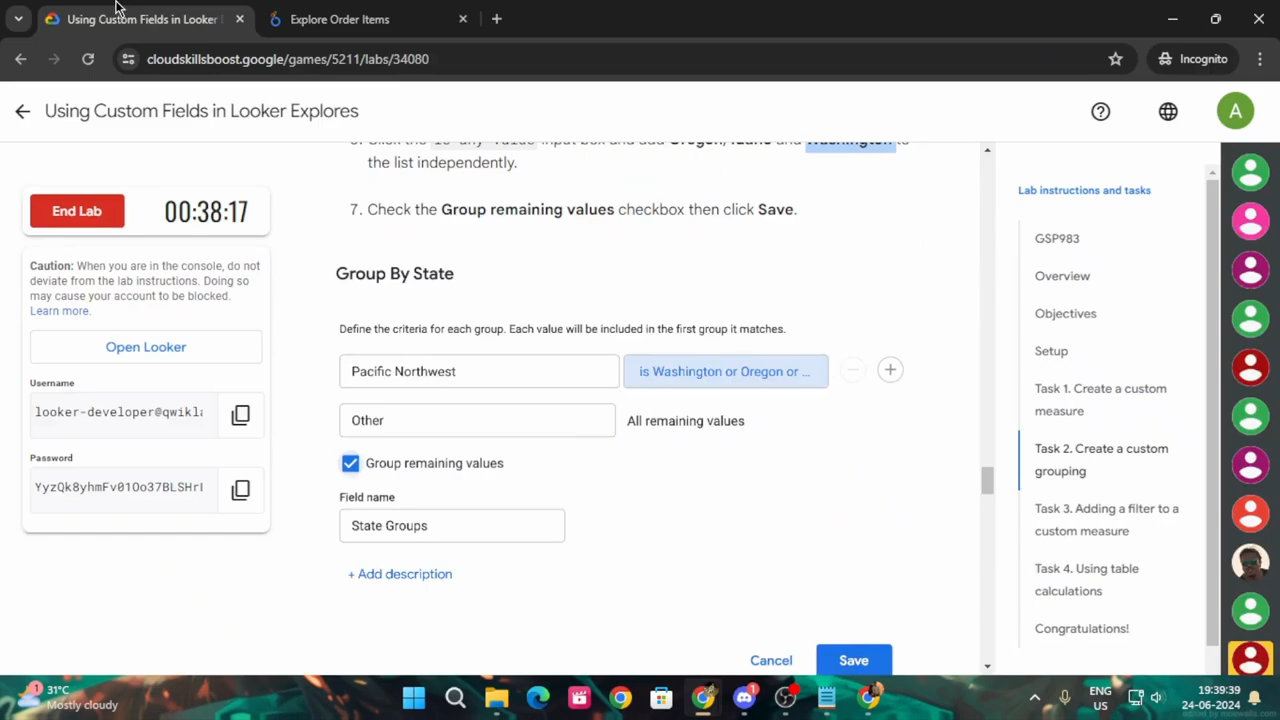 Using Custom Fields in Looker
Explore Order Items
cloudskillsboost.google/games/5211/labs/34080
Incognito
Using Custom Fields in Looker Explores
A
6. Click the is any value input box and add Oregon, Idaho and Washington to
the list independently.
7. Check the Group remaining values checkbox then click Save.
End Lab
00:38:17
Caution: When you are in the console, do not
deviate from the lab instructions. Doing so
may cause your account to be blocked.
Learn more.
Open Looker
Username
looker-developer@qwikla
Password
Group By State
Define the criteria for each group. Each value will be included in the first group it matches.
Pacific Northwest
is Washington or Oregon or ...
Other
All remaining values
Group remaining values
Field name
State Groups
+ Add description
Cancel
Save
Lab instructions and tasks
GSP983
Overview
Objectives
Setup
Task 1. Create a custom
measure
Task 2. Create a custom
grouping
Task 3. Adding a filter to a
custom measure
Task 4. Using table
calculations
Congratulations!
1
31°C
Mostly cloudy
ENG
US
19:39:39
24-06-2024